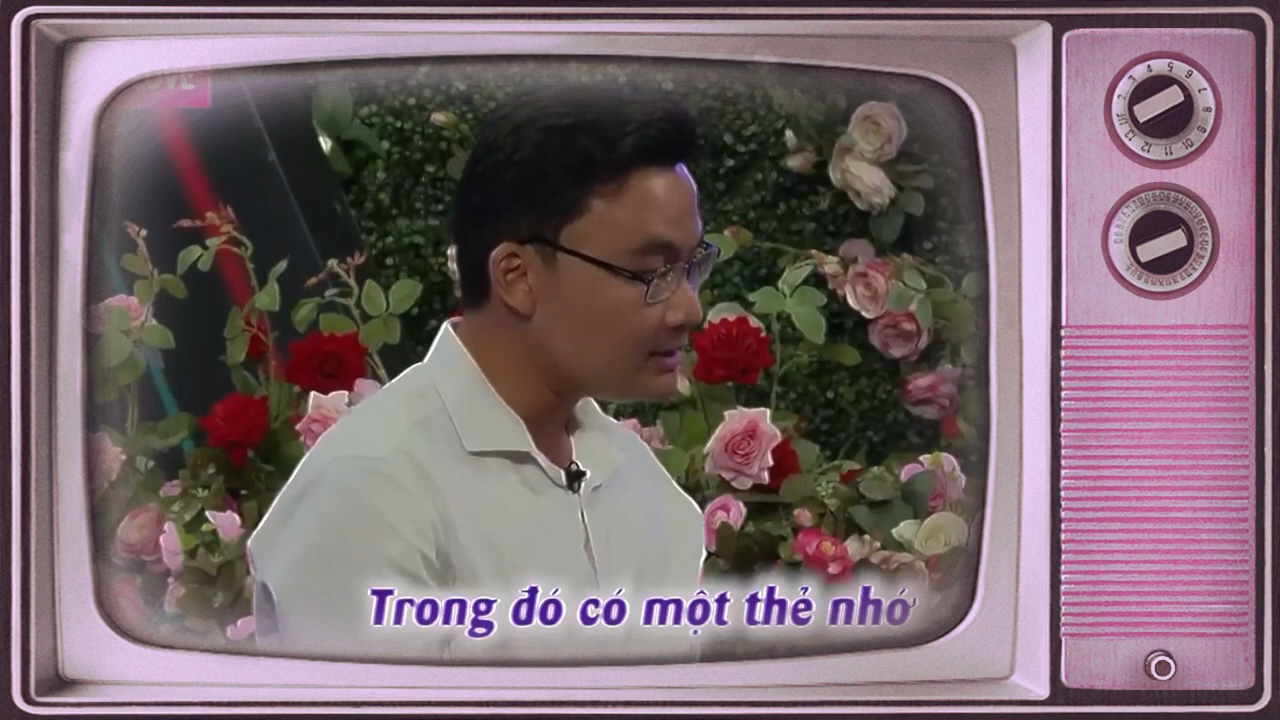 Trong đó có một thẻ nhớ